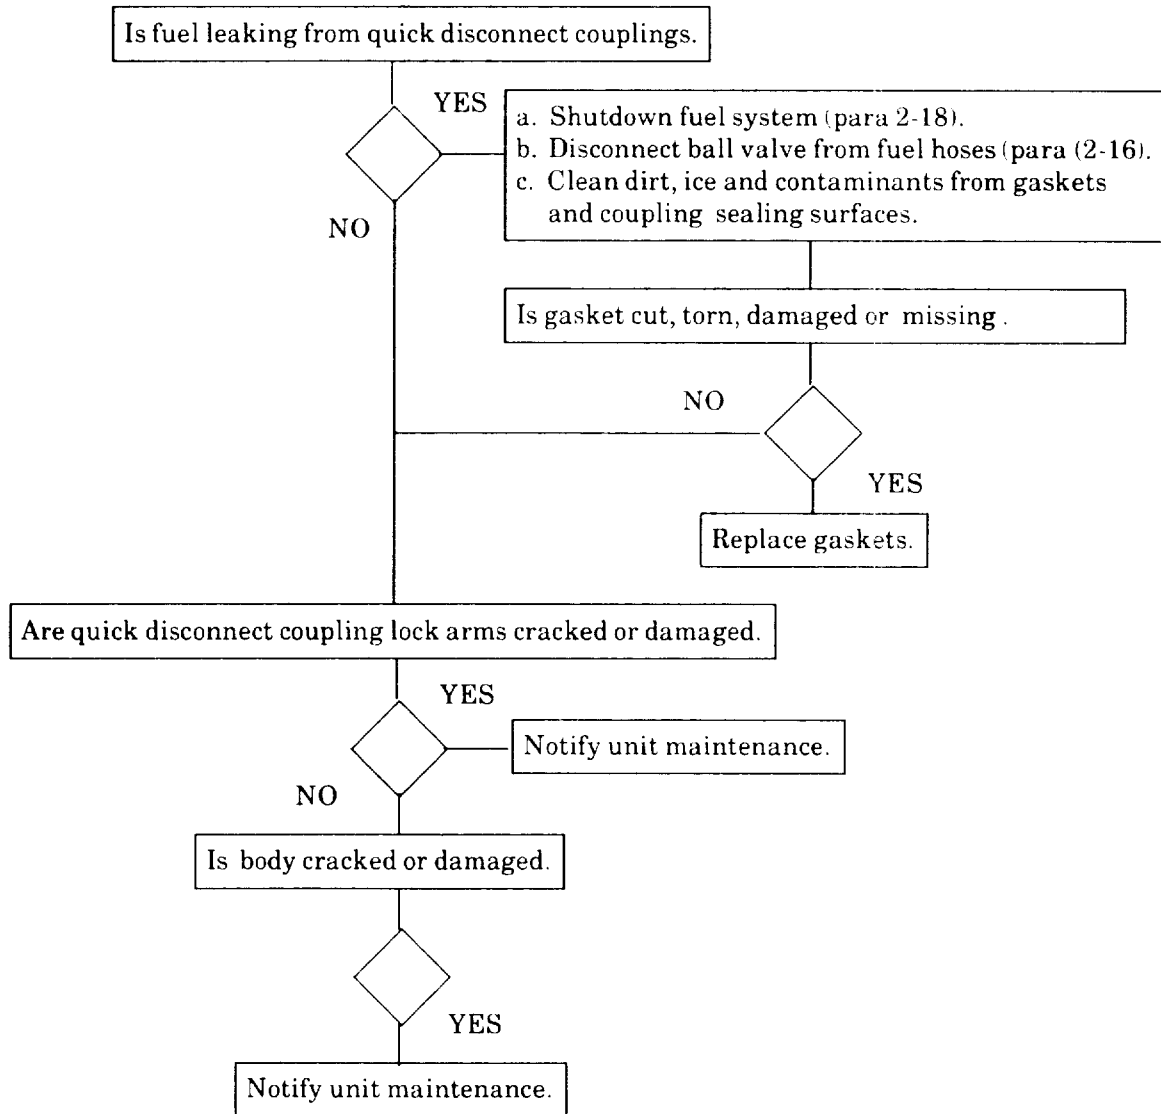 Is fuel leaking from quick disconnect couplings.
YES
a. Shutdown fuel system (para 2-18).
b. Disconnect ball valve from fuel hoses (para (2-16).
c. Clean dirt, ice and contaminants from gaskets
and coupling sealing surfaces.
NO
Is gasket cut, torn, damaged or missing.
NO
YES
Replace gaskets.
Are quick disconnect coupling lock arms cracked or damaged.
YES
Notify unit maintenance.
NO
Is body cracked or damaged.
YES
Notify unit maintenance.